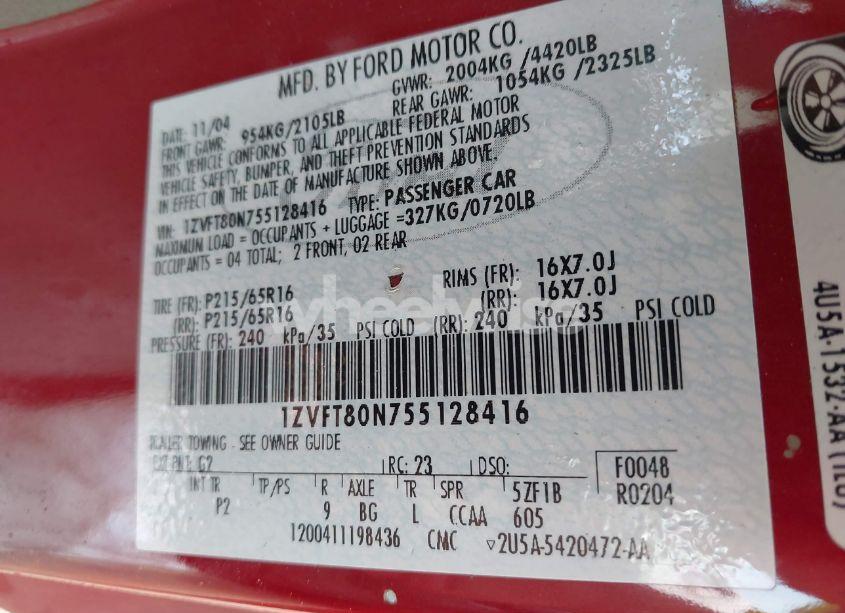 MFD. BY FORD MOTOR CO.
DATE: 11/04 GVWR: 2004KG /4420LB
FRONT GAWR: 954KG/2105LB REAR GAWR: 1054KG /2325LB
THIS VEHICLE CONFORMS TO ALL APPLICABLE FEDERAL MOTOR
VEHICLE SAFETY, BUMPER, AND THEFT PREVENTION STANDARDS
IN EFFECT ON THE DATE OF MANUFACTURE SHOWN ABOVE.
VIN: 1ZVFT80N755128416 TYPE: PASSENGER CAR
MAXIMUM LOAD = OCCUPANTS + LUGGAGE =327KG/0720LB
OCCUPANTS = 04 TOTAL; 2 FRONT, 02 REAR
TIRE (FR): P215/65R16 RIMS (FR): 16X7.0J
(RR): P215/65R16 (RR): 16X7.0J
PRESSURE (FR): 240 kPa/35 PSI COLD (RR): 240 kPa/35 PSI COLD
1ZVFT80N755128416
TRAILER TOWING - SEE OWNER GUIDE
EXT PNT: G2 RC: 23 DSO: F0048
INT TR TP/PS R AXLE TR SPR 5ZF1B R0204
P2 9 BG L CCAA 605
1200411198436 CMC ▽2U5A-5420472-AA
4U5A-1532-AA